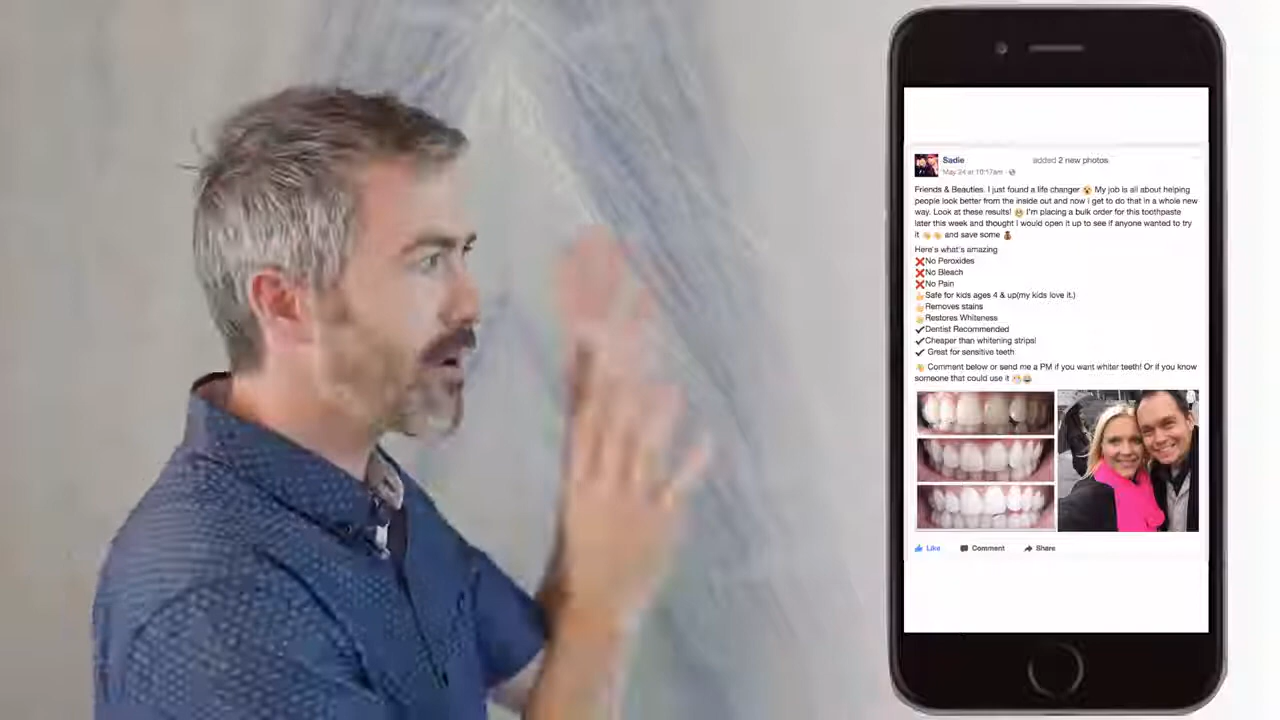 Sadie added 2 new photos
May 24 at 10:17am
Friends & Beauties. I just found a life changer 😮 My job is all about helping
people look better from the inside out and now i get to do that in a whole new
way. Look at these results! 😁 I'm placing a bulk order for this toothpaste
later this week and thought I would open it up to see if anyone wanted to try
it 👋👋 and save some 💰
Here's what's amazing
❌No Peroxides
❌No Bleach
❌No Pain
👍Safe for kids ages 4 & up(my kids love it.)
👍Removes stains
👍Restores Whiteness
✔Dentist Recommended
✔Cheaper than whitening strips!
✔ Great for sensitive teeth
👋 Comment below or send me a PM if you want whiter teeth! Or if you know
someone that could use it 😁😂
Like Comment Share